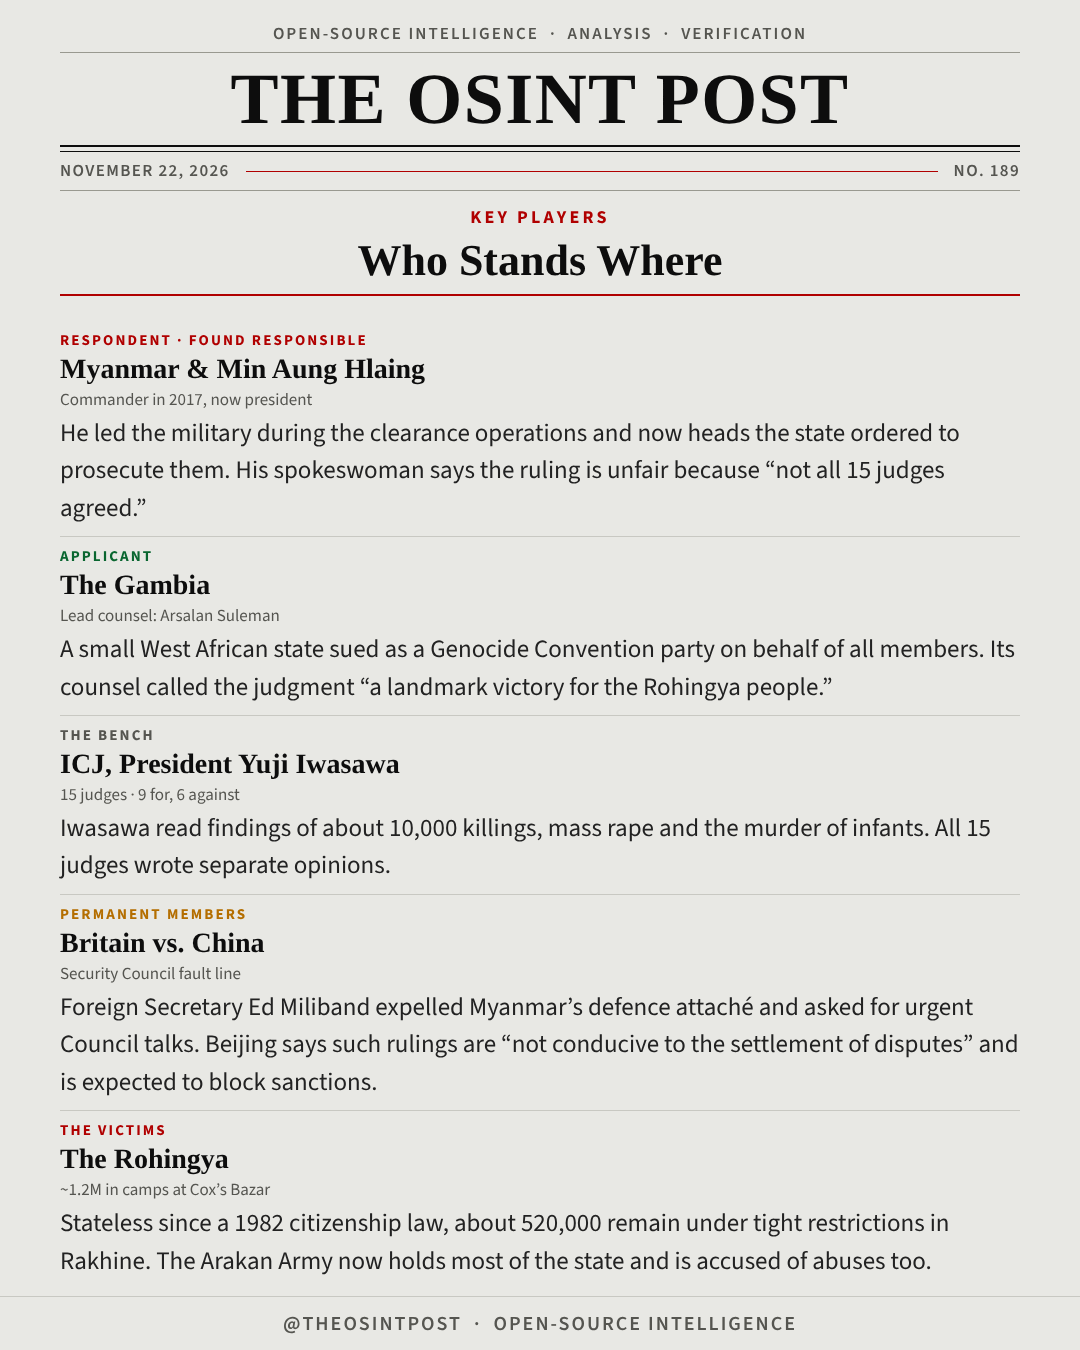 OPEN-SOURCE INTELLIGENCE · ANALYSIS · VERIFICATION
THE OSINT POST
NOVEMBER 22, 2026
NO. 189
KEY PLAYERS
Who Stands Where
RESPONDENT · FOUND RESPONSIBLE
Myanmar & Min Aung Hlaing
Commander in 2017, now president
He led the military during the clearance operations and now heads the state ordered to
prosecute them. His spokeswoman says the ruling is unfair because “not all 15 judges
agreed.”
APPLICANT
The Gambia
Lead counsel: Arsalan Suleman
A small West African state sued as a Genocide Convention party on behalf of all members. Its
counsel called the judgment “a landmark victory for the Rohingya people.”
THE BENCH
ICJ, President Yuji Iwasawa
15 judges · 9 for, 6 against
Iwasawa read findings of about 10,000 killings, mass rape and the murder of infants. All 15
judges wrote separate opinions.
PERMANENT MEMBERS
Britain vs. China
Security Council fault line
Foreign Secretary Ed Miliband expelled Myanmar’s defence attaché and asked for urgent
Council talks. Beijing says such rulings are “not conducive to the settlement of disputes” and
is expected to block sanctions.
THE VICTIMS
The Rohingya
~1.2M in camps at Cox’s Bazar
Stateless since a 1982 citizenship law, about 520,000 remain under tight restrictions in
Rakhine. The Arakan Army now holds most of the state and is accused of abuses too.
@THEOSINTPOST · OPEN-SOURCE INTELLIGENCE